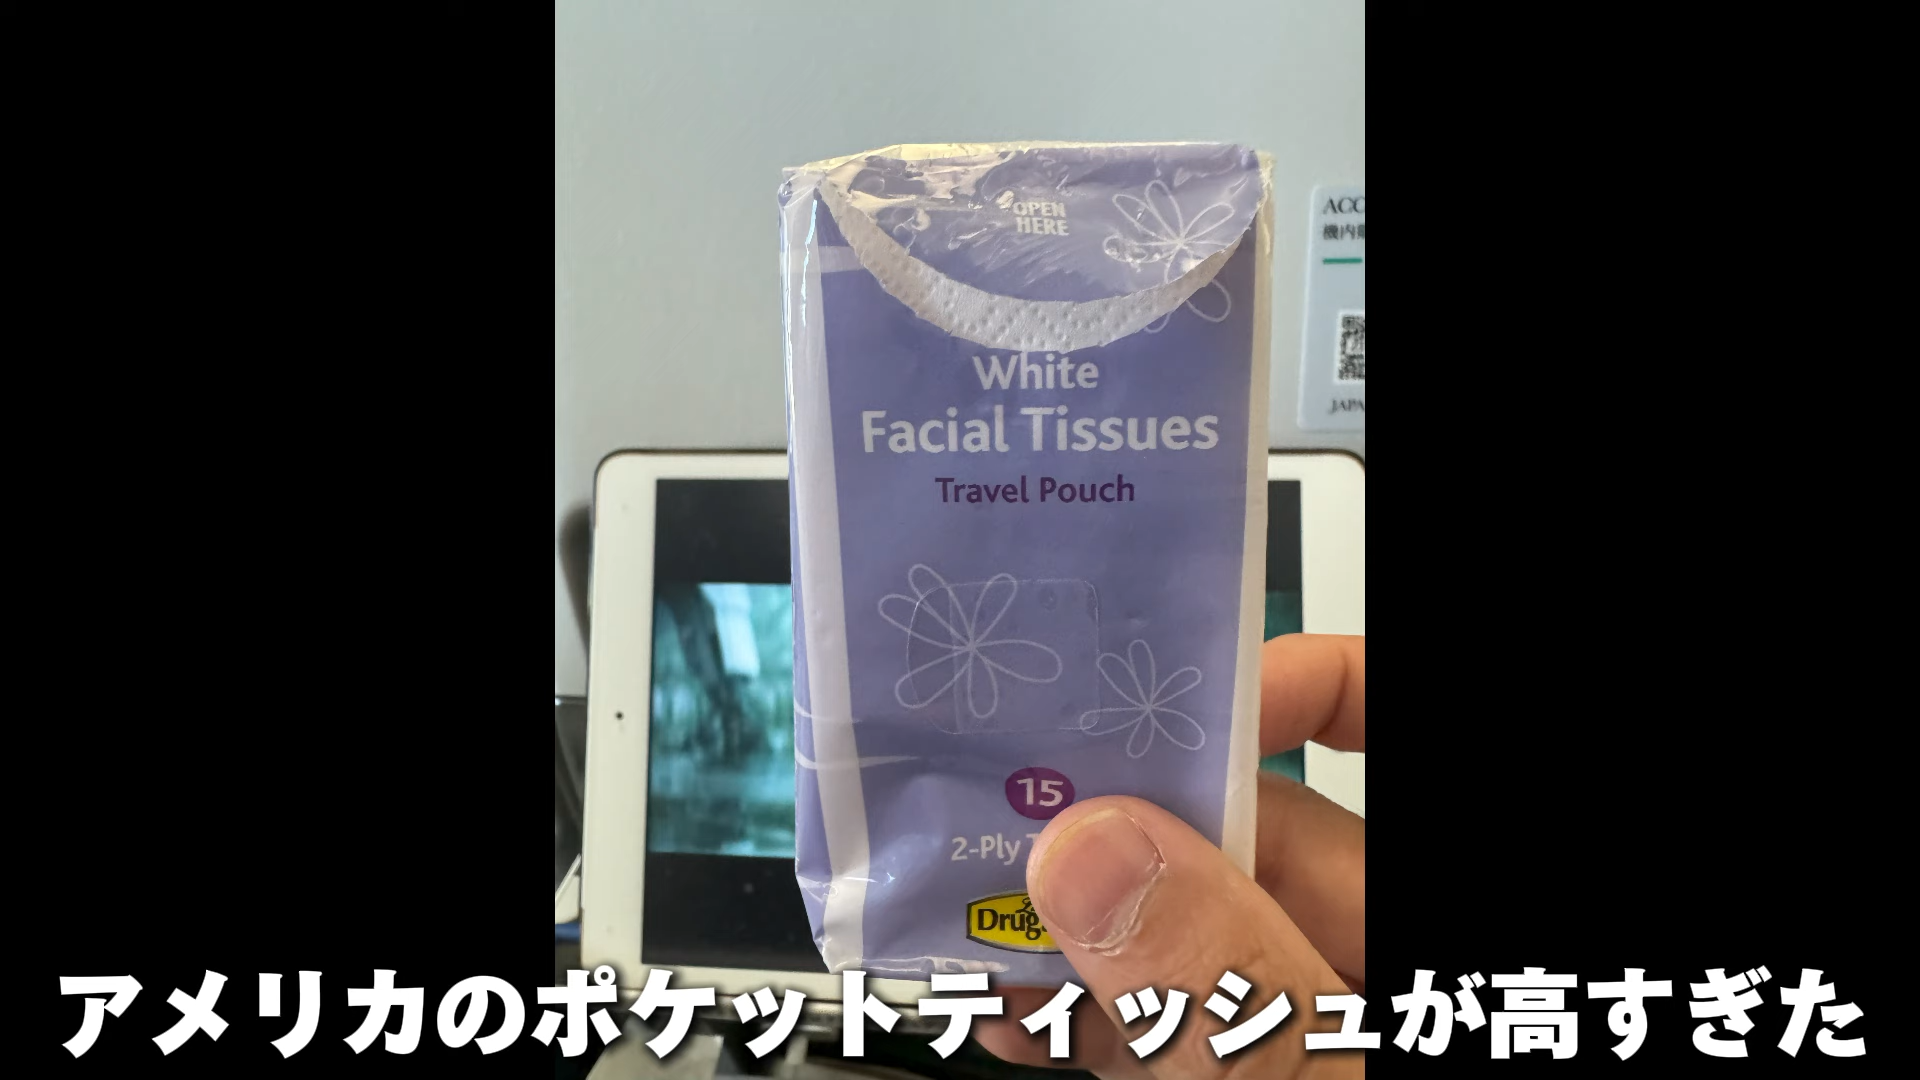 OPEN
HERE
White
Facial Tissues
Travel Pouch
15
2-Ply
アメリカのポケットティッシュが高すぎた